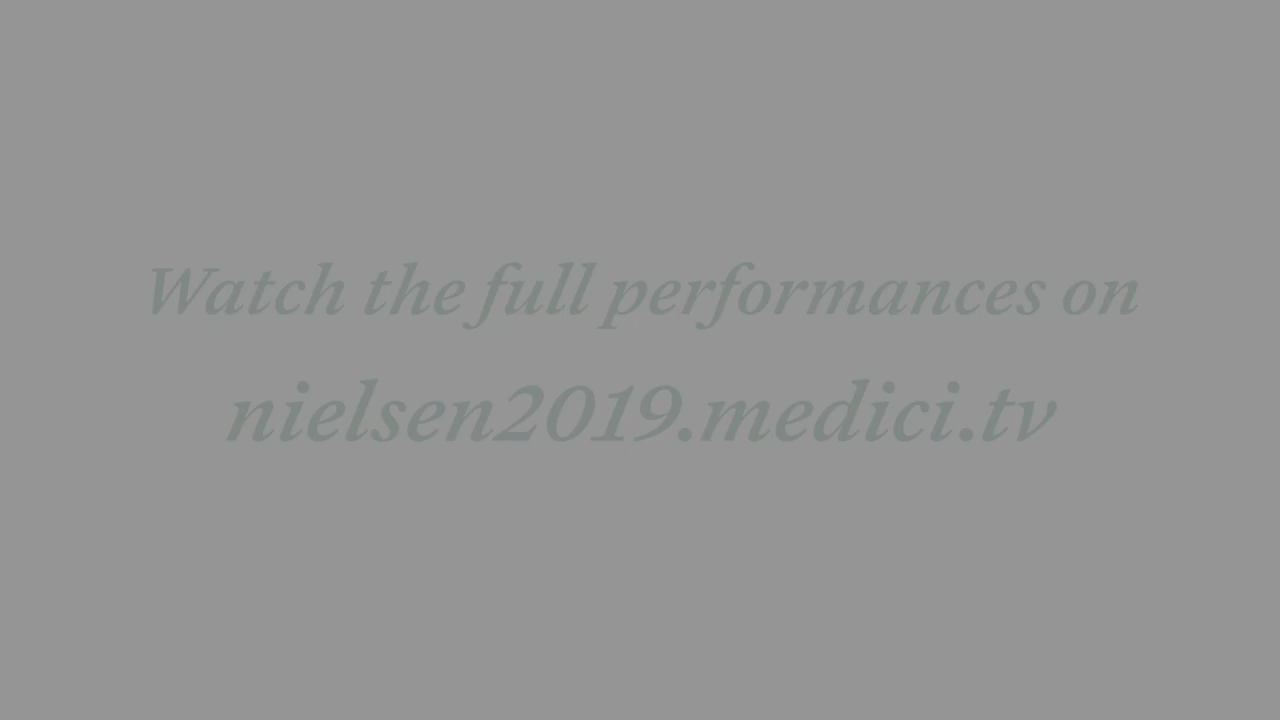 Watch the full performances on
nielsen2019.medici.tv